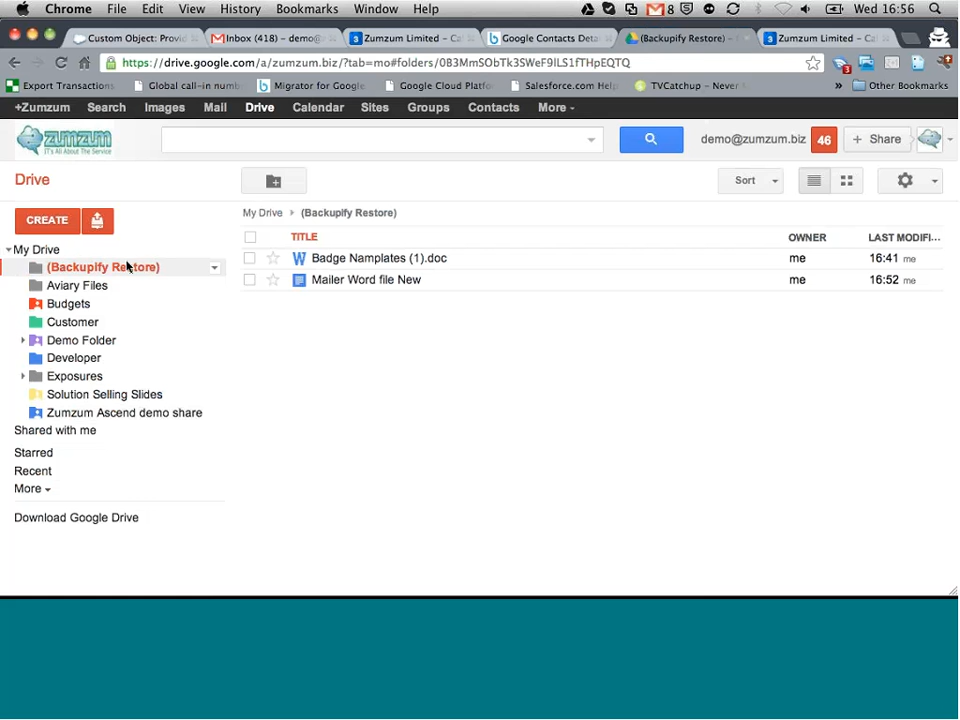 Chrome File Edit View History Bookmarks Window Help 8 Wed 16:56
Custom Object: Provid Inbox (418) – demo@ Zumzum Limited – Ca Google Contacts Deta (Backupify Restore) – Zumzum Limited – Cal
https://drive.google.com/a/zumzum.biz/?tab=mo#folders/0B3MmSObTk3SWeF9ILS1fTHpEQTQ 3
Export Transactions Global call-in numb Migrator for Google Google Cloud Platfo Salesforce.com Help TVCatchup – Never » Other Bookmarks
+Zumzum Search Images Mail Drive Calendar Sites Groups Contacts More
zumzum
IT's All About The Service
demo@zumzum.biz 46 + Share
Drive Sort
CREATE
My Drive › (Backupify Restore)
TITLE OWNER LAST MODIFI...
Badge Namplates (1).doc me 16:41 me
Mailer Word file New me 16:52 me
My Drive
(Backupify Restore)
Aviary Files
Budgets
Customer
Demo Folder
Developer
Exposures
Solution Selling Slides
Zumzum Ascend demo share
Shared with me
Starred
Recent
More
Download Google Drive